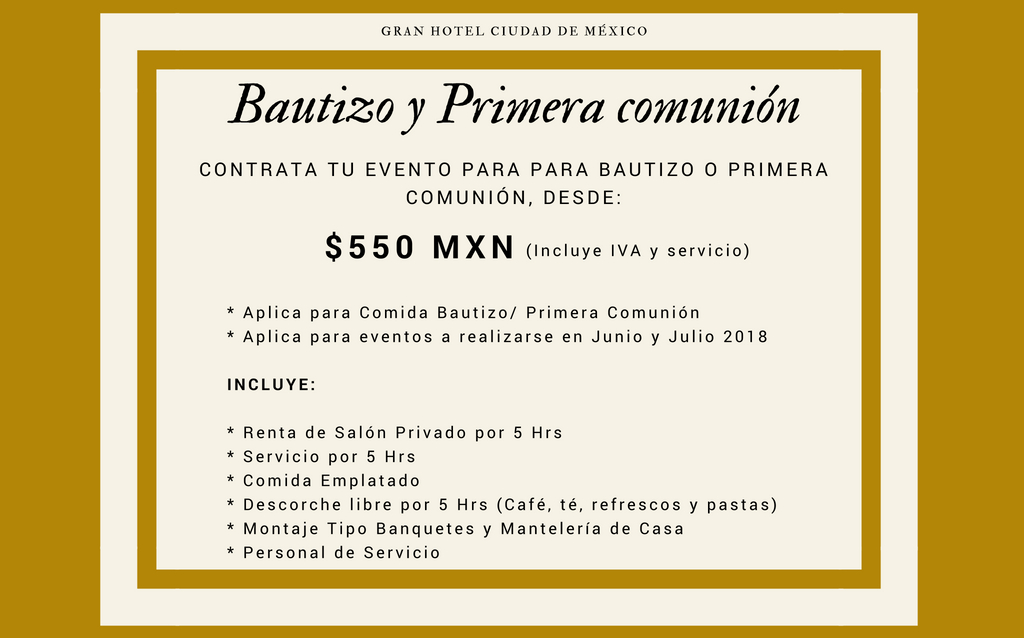 GRAN HOTEL CIUDAD DE MÉXICO
Bautizo y Primera comunión
CONTRATA TU EVENTO PARA PARA BAUTIZO O PRIMERA
COMUNIÓN, DESDE:
$550 MXN (Incluye IVA y servicio)
* Aplica para Comida Bautizo/ Primera Comunión
* Aplica para eventos a realizarse en Junio y Julio 2018
INCLUYE:
* Renta de Salón Privado por 5 Hrs
* Servicio por 5 Hrs
* Comida Emplatado
* Descorche libre por 5 Hrs (Café, té, refrescos y pastas)
* Montaje Tipo Banquetes y Mantelería de Casa
* Personal de Servicio